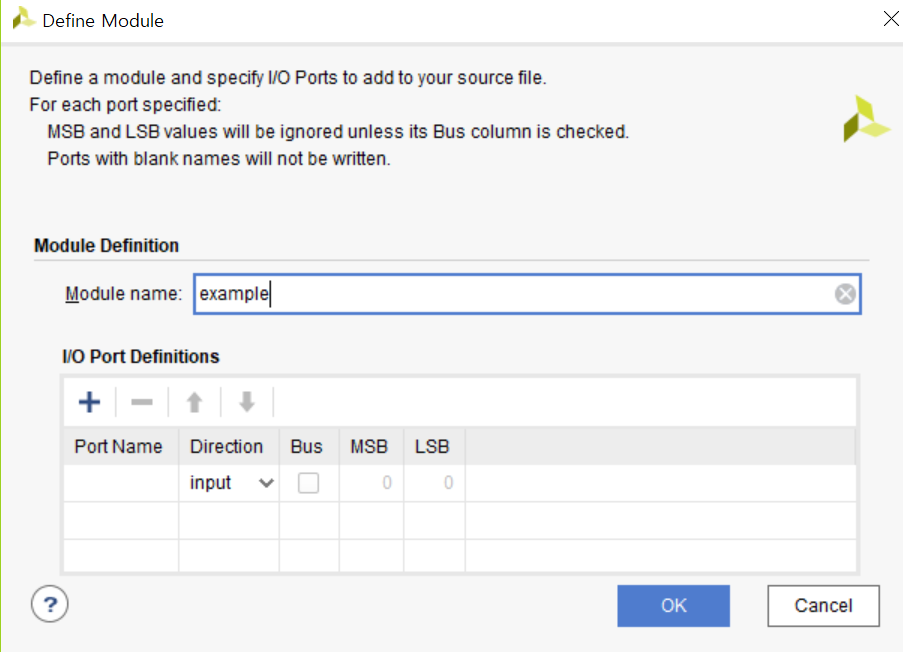 Define Module
Define a module and specify I/O Ports to add to your source file.
For each port specified:
MSB and LSB values will be ignored unless its Bus column is checked.
Ports with blank names will not be written.
Module Definition
Module name: example
I/O Port Definitions
Port Name Direction Bus MSB LSB
input 0 0
? OK Cancel